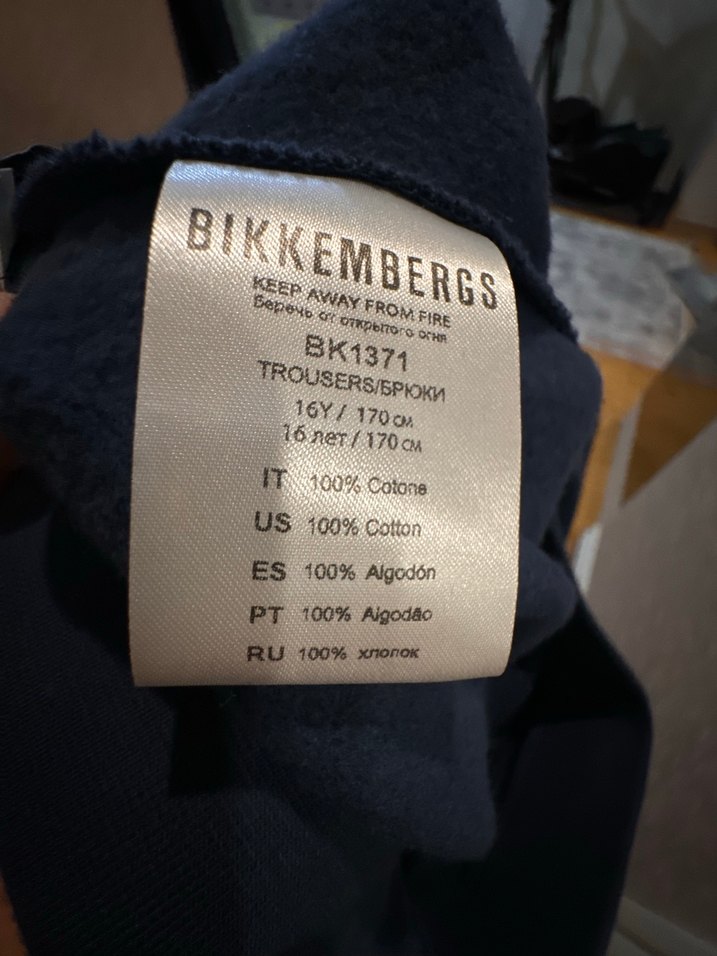 BIKKEMBERGS
KEEP AWAY FROM FIRE
Беречь от открытого огня
BK1371
TROUSERS/БРЮКИ
16Y / 170 см
16 лет / 170 см
IT 100% Cotone
US 100% Cotton
ES 100% Algodón
PT 100% Algodão
RU 100% хлопок